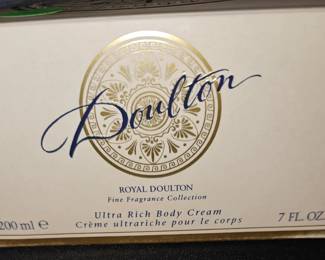 Doulton
ROYAL DOULTON
Fine Fragrance Collection
Ultra Rich Body Cream
200 ml e Crème ultrariche pour le corps 7 FL. OZ